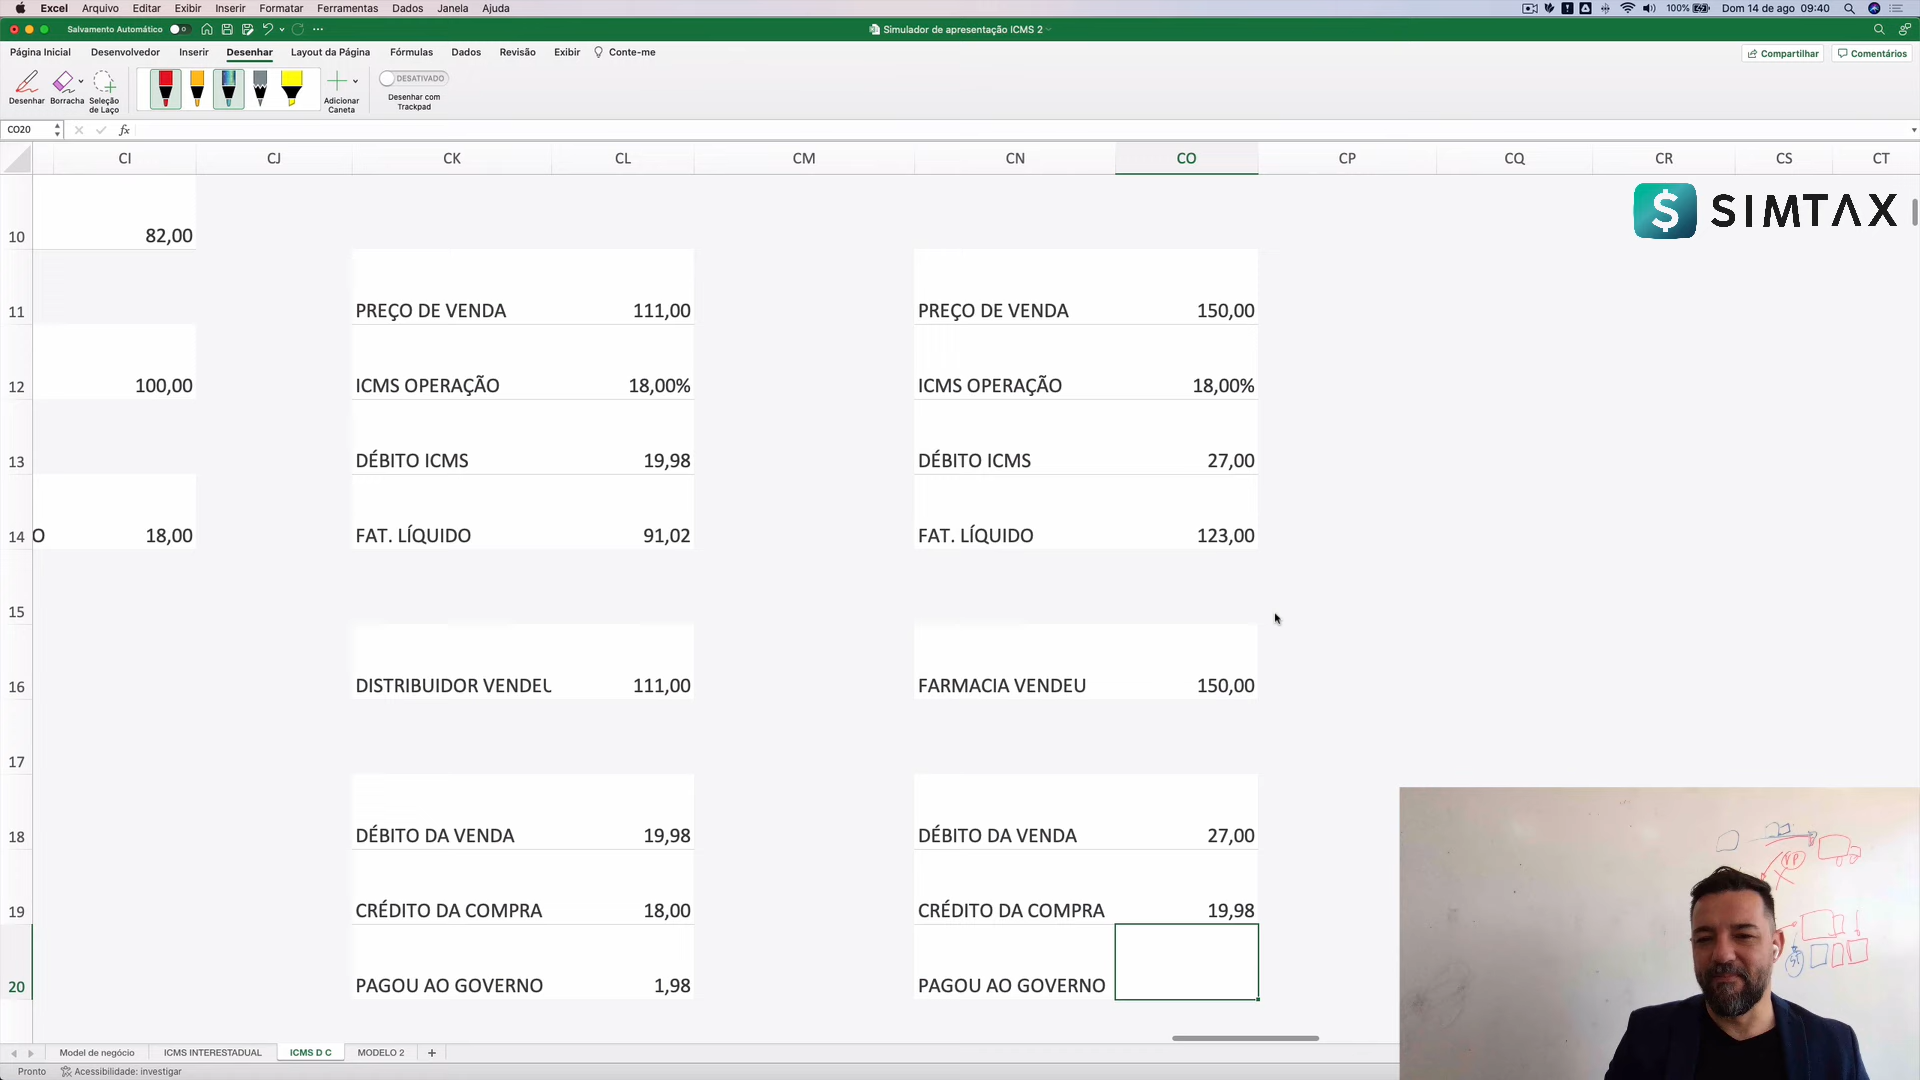 Excel Arquivo Editar Exibir Inserir Formatar Ferramentas Dados Janela Ajuda 100% Dom 14 de ago 09:40
Salvamento Automático Simulador de apresentação ICMS 2
Página Inicial Desenvolvedor Inserir Desenhar Layout da Página Fórmulas Dados Revisão Exibir Conte-me Compartilhar Comentários
Desenhar Borracha Seleção de Laço Adicionar Caneta DESATIVADO Desenhar com Trackpad
CO20 fx
CI CJ CK CL CM CN CO CP CQ CR CS CT
$ SIMTAX
10 82,00
11 PREÇO DE VENDA 111,00 PREÇO DE VENDA 150,00
12 100,00 ICMS OPERAÇÃO 18,00% ICMS OPERAÇÃO 18,00%
13 DÉBITO ICMS 19,98 DÉBITO ICMS 27,00
14 O 18,00 FAT. LÍQUIDO 91,02 FAT. LÍQUIDO 123,00
15
16 DISTRIBUIDOR VENDEU 111,00 FARMACIA VENDEU 150,00
17
18 DÉBITO DA VENDA 19,98 DÉBITO DA VENDA 27,00
19 CRÉDITO DA COMPRA 18,00 CRÉDITO DA COMPRA 19,98
20 PAGOU AO GOVERNO 1,98 PAGOU AO GOVERNO
Model de negócio ICMS INTERESTADUAL ICMS D C MODELO 2 +
Pronto Acessibilidade: investigar